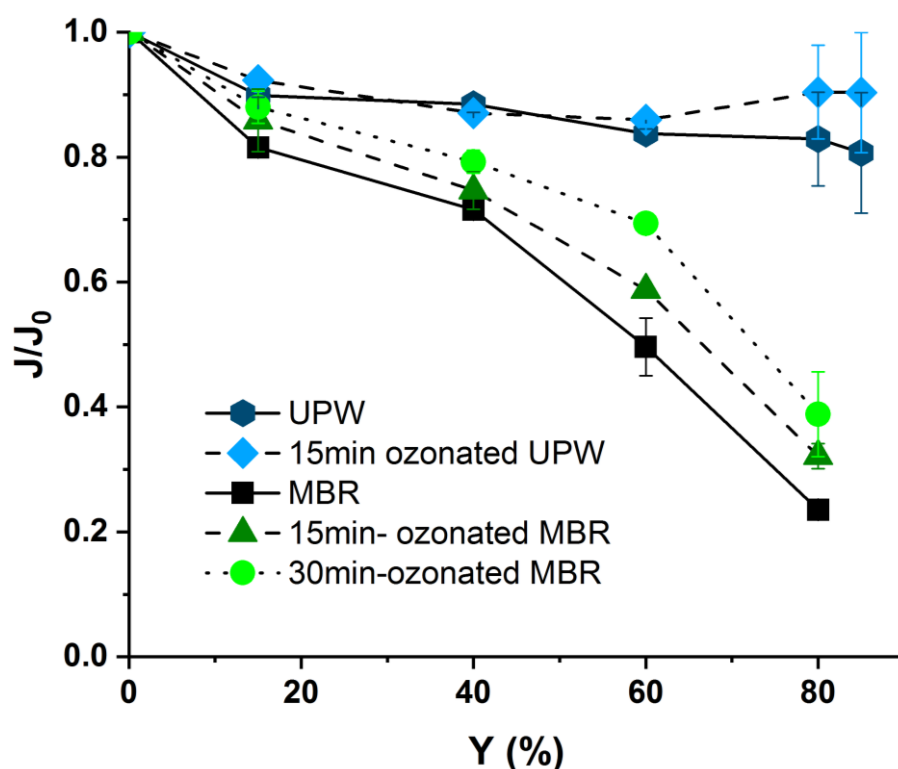 1.0
0.8
0.6
0.4
0.2
0.0
J/J0
UPW
15min ozonated UPW
MBR
15min- ozonated MBR
30min-ozonated MBR
0
20
40
60
80
Y (%)